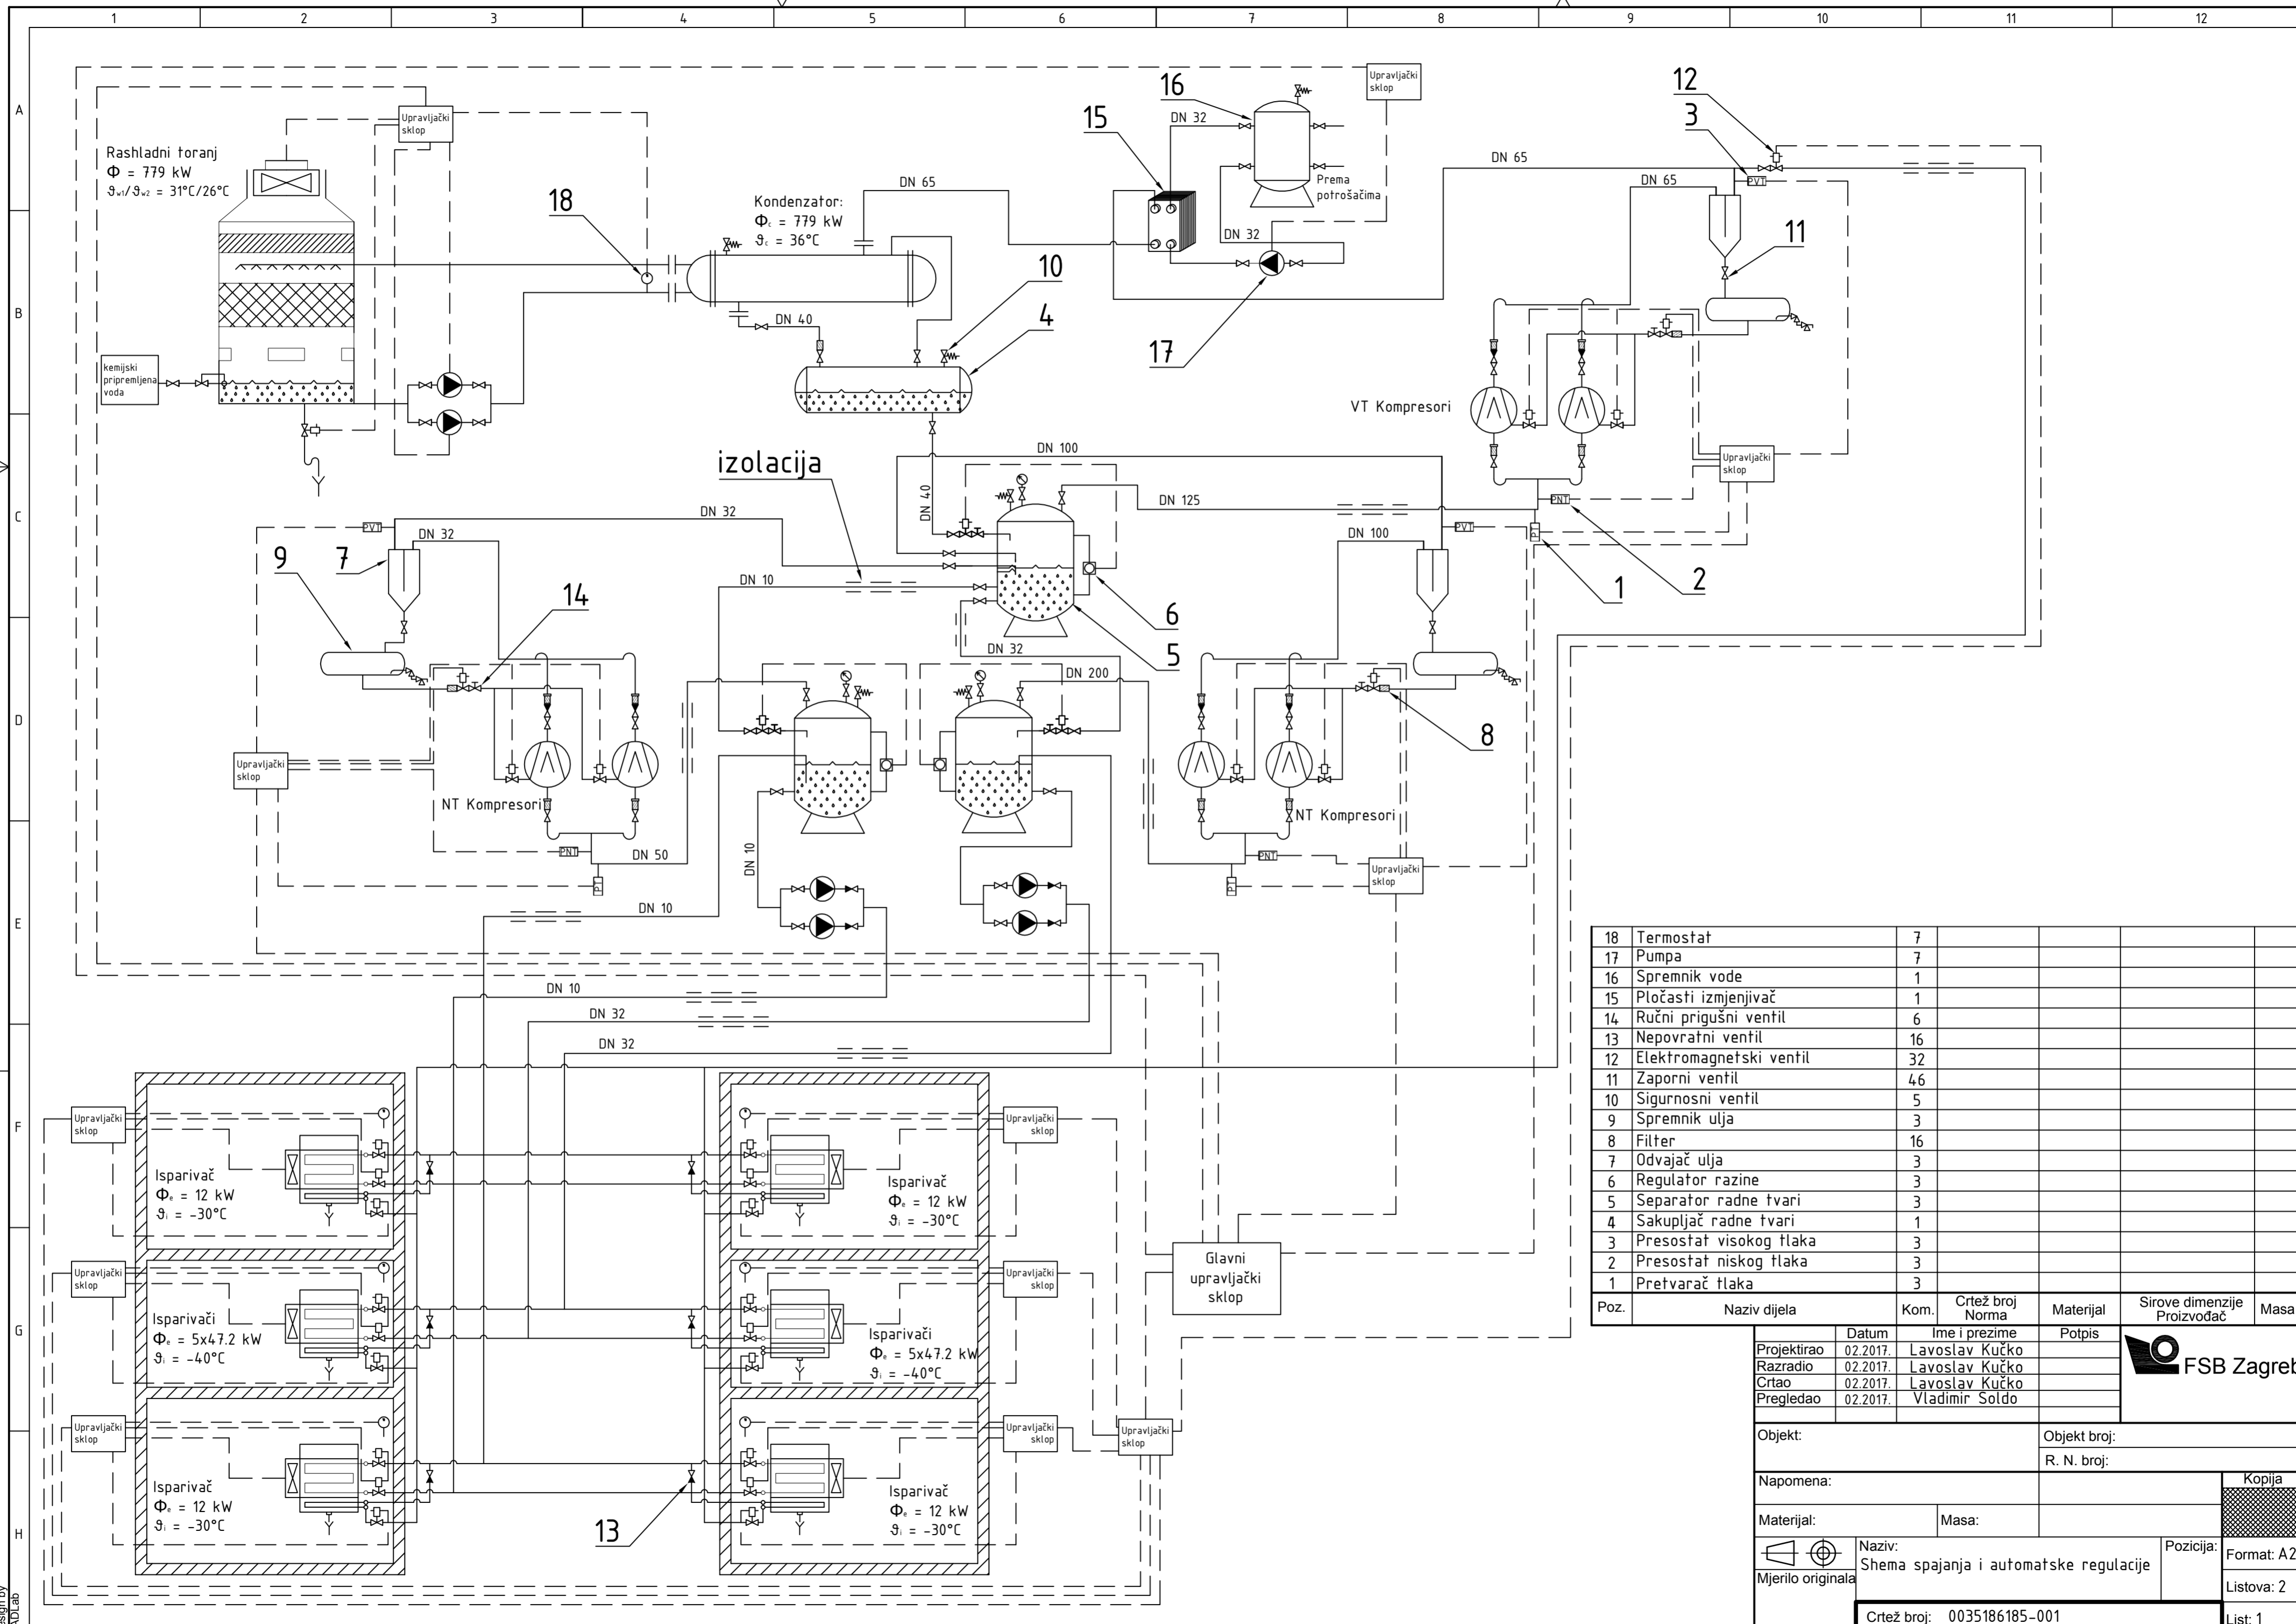 1 2 3 4 5 6 7 8 9 10 11 12
A
B
C
D
E
F
G
H
Rashladni toranj
Φ = 779 kW
ϑw1/ϑw2 = 31°C/26°C
Upravljački
sklop
kemijski
pripremljena
voda
18
Kondenzator:
Φc = 779 kW
ϑc = 36°C
DN 65
DN 40
10
4
15
16
DN 32
Prema
potrošačima
DN 32
17
Upravljački
sklop
DN 65
12
3
PVT
DN 65
11
VT Kompresori
Upravljački
sklop
PNT
PT
1
2
izolacija
DN 100
DN 40
DN 125
DN 32
PVT
DN 32
9
7
14
DN 10
6
5
DN 32
DN 200
PVT
DN 100
8
Upravljački
sklop
NT Kompresori
PNT
PT
DN 50
DN 10
NT Kompresori
PNT
PT
Upravljački
sklop
DN 10
DN 10
DN 32
DN 32
Upravljački
sklop
Isparivač
Φe = 12 kW
ϑi = -30°C
Isparivač
Φe = 12 kW
ϑi = -30°C
Upravljački
sklop
Upravljački
sklop
Isparivači
Φe = 5x47.2 kW
ϑi = -40°C
Isparivači
Φe = 5x47.2 kW
ϑi = -40°C
Upravljački
sklop
Upravljački
sklop
Isparivač
Φe = 12 kW
ϑi = -30°C
13
Isparivač
Φe = 12 kW
ϑi = -30°C
Upravljački
sklop
Upravljački
sklop
Glavni
upravljački
sklop
18 Termostat 7
17 Pumpa 7
16 Spremnik vode 1
15 Pločasti izmjenjivač 1
14 Ručni prigušni ventil 6
13 Nepovratni ventil 16
12 Elektromagnetski ventil 32
11 Zaporni ventil 46
10 Sigurnosni ventil 5
9 Spremnik ulja 3
8 Filter 16
7 Odvajač ulja 3
6 Regulator razine 3
5 Separator radne tvari 3
4 Sakupljač radne tvari 1
3 Presostat visokog tlaka 3
2 Presostat niskog tlaka 3
1 Pretvarač tlaka 3
Poz. Naziv dijela Kom. Crtež broj Norma Materijal Sirove dimenzije Proizvođač Masa
Datum Ime i prezime Potpis
Projektirao 02.2017. Lavoslav Kučko
Razradio 02.2017. Lavoslav Kučko
Crtao 02.2017. Lavoslav Kučko
Pregledao 02.2017. Vladimir Soldo
FSB Zagreb
Objekt: Objekt broj:
R. N. broj:
Napomena: Kopija
Materijal: Masa:
Naziv: Pozicija: Format: A2
Shema spajanja i automatske regulacije
Mjerilo originala Listova: 2
Crtež broj: 0035186185-001 List: 1